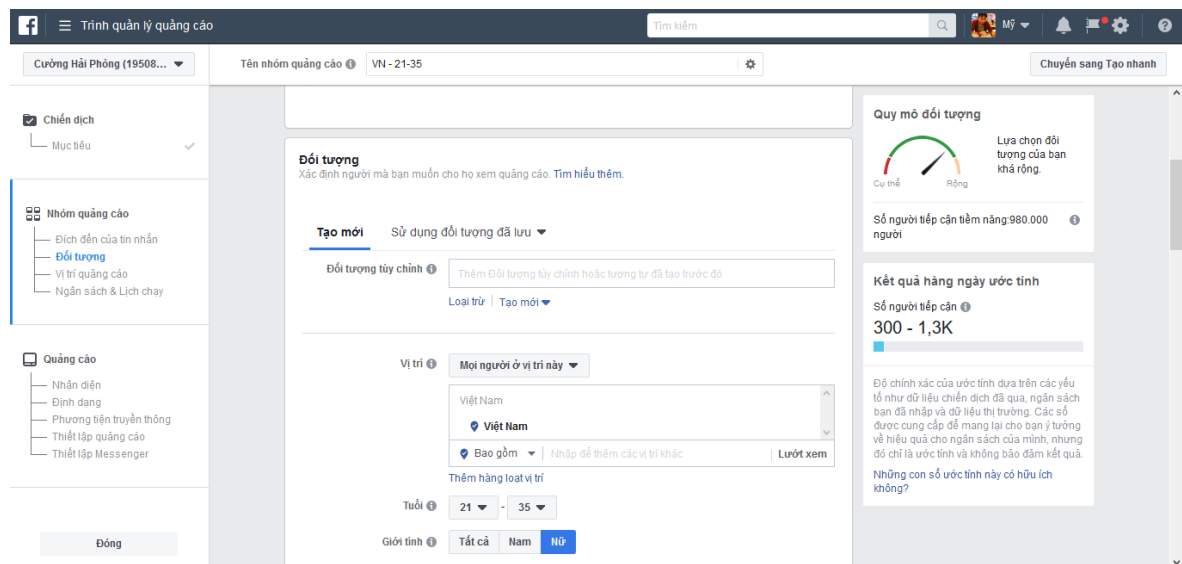 Trình quản lý quảng cáo
Tìm kiếm
Mỹ
Cường Hải Phòng (19508...
Tên nhóm quảng cáo
VN - 21-35
Chuyển sang Tạo nhanh
Chiến dịch
Mục tiêu
Nhóm quảng cáo
Đích đến của tin nhắn
Đối tượng
Vị trí quảng cáo
Ngân sách & Lịch chạy
Quảng cáo
Nhận diện
Định dạng
Phương tiện truyền thông
Thiết lập quảng cáo
Thiết lập Messenger
Đóng
Đối tượng
Xác định người mà bạn muốn cho họ xem quảng cáo. Tìm hiểu thêm.
Tạo mới Sử dụng đối tượng đã lưu
Đối tượng tùy chỉnh
Thêm Đối tượng tùy chỉnh hoặc tương tự đã tạo trước đó
Loại trừ Tạo mới
Vị trí
Mọi người ở vị trí này
Việt Nam
Việt Nam
Bao gồm Nhập để thêm các vị trí khác Lướt xem
Thêm hàng loạt vị trí
Tuổi 21 - 35
Giới tính Tất cả Nam Nữ
Quy mô đối tượng
Cụ thể Rộng
Lựa chọn đối
tượng của bạn
khá rộng.
Số người tiếp cận tiềm năng:980.000
người
Kết quả hàng ngày ước tính
Số người tiếp cận
300 - 1,3K
Độ chính xác của ước tính dựa trên các yếu
tố như dữ liệu chiến dịch đã qua, ngân sách
bạn đã nhập và dữ liệu thị trường. Các số
được cung cấp để mang lại cho bạn ý tưởng
về hiệu quả cho ngân sách của mình, nhưng
đó chỉ là ước tính và không bảo đảm kết quả.
Những con số ước tính này có hữu ích
không?